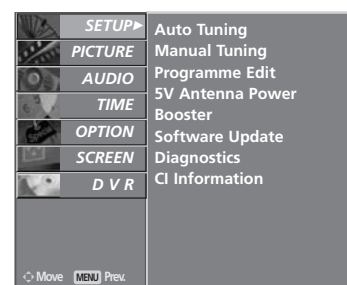 SETUP
PICTURE
AUDIO
TIME
OPTION
SCREEN
D V R
Auto Tuning
Manual Tuning
Programme Edit
5V Antenna Power
Booster
Software Update
Diagnostics
CI Information
Move MENU Prev.